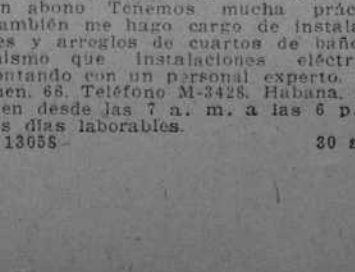 n abono Tenemos mucha prác
ambién me hago cargo de instala
es y arreglos de cuartos de bañ
ismo que instalaciones eléctr
ontando con un personal experto.
men. 66. Teléfono M-3428. Habana.
en desde las 7 a. m. a las 6 p.
s días laborables.
13058 30